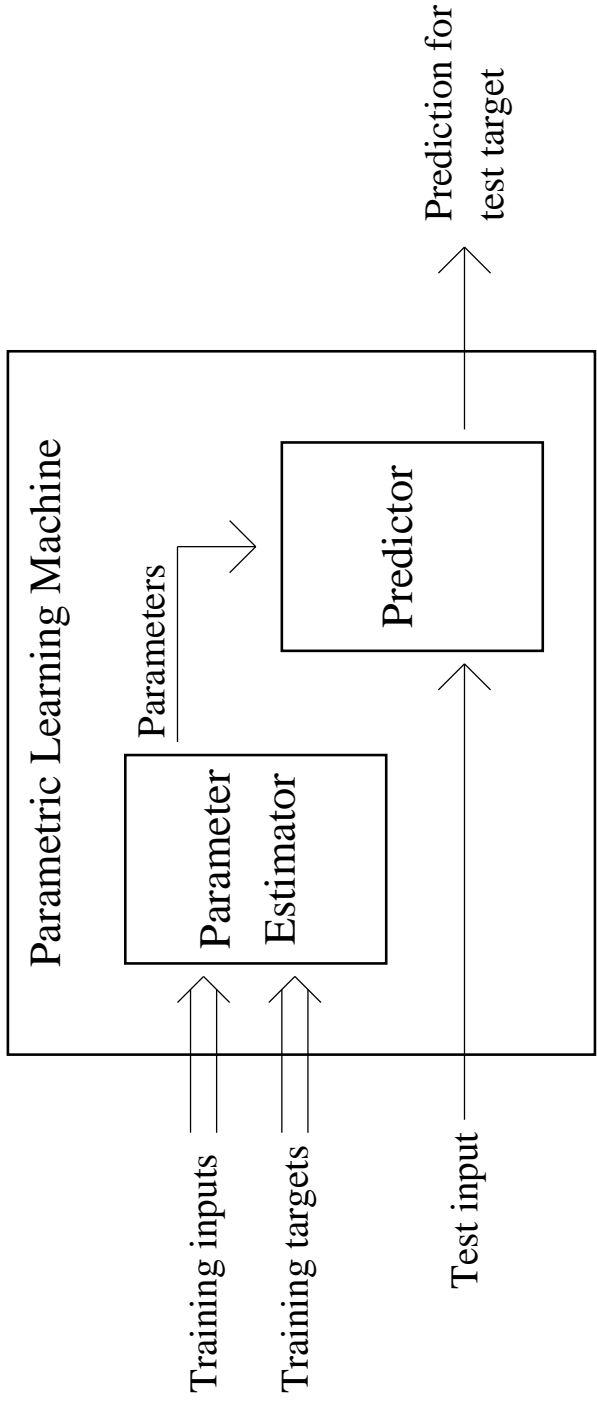 Parametric Learning Machine
Training inputs
Training targets
Parameter
Estimator
Parameters
Test input
Predictor
Prediction for
test target